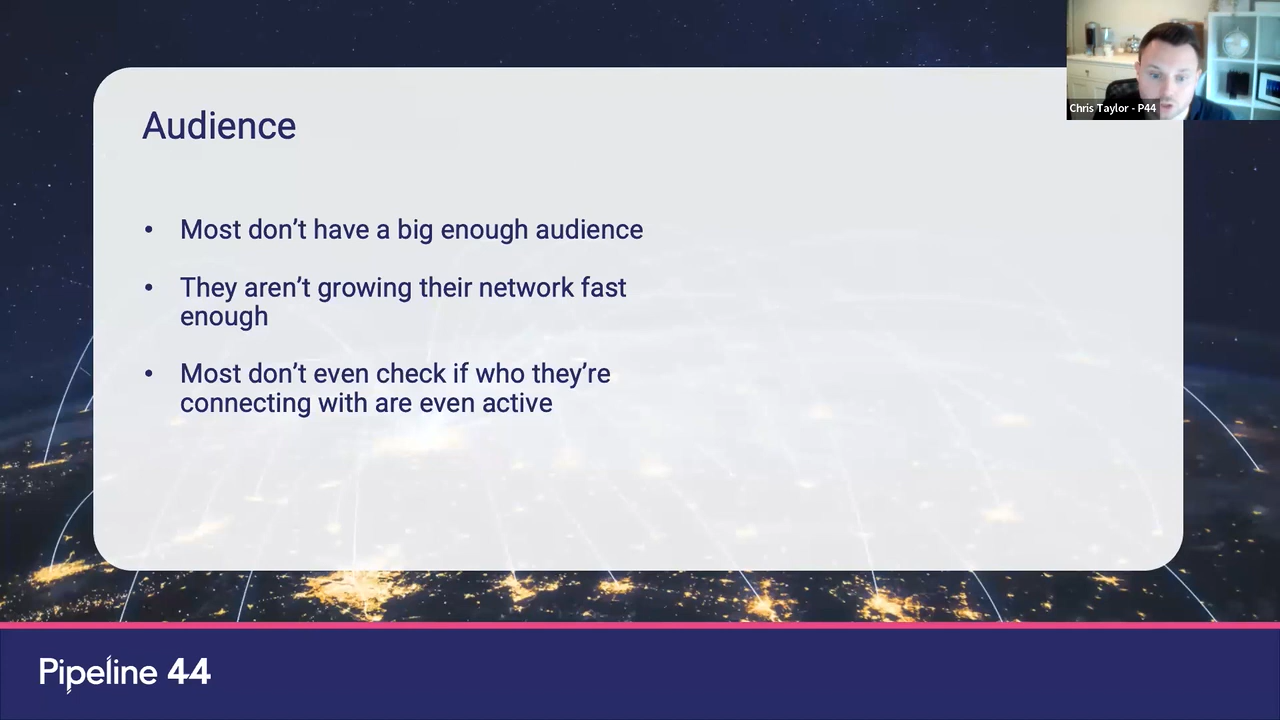 Chris Taylor - P44
Audience
• Most don't have a big enough audience
• They aren't growing their network fast
enough
• Most don't even check if who they're
connecting with are even active
Pipeline 44